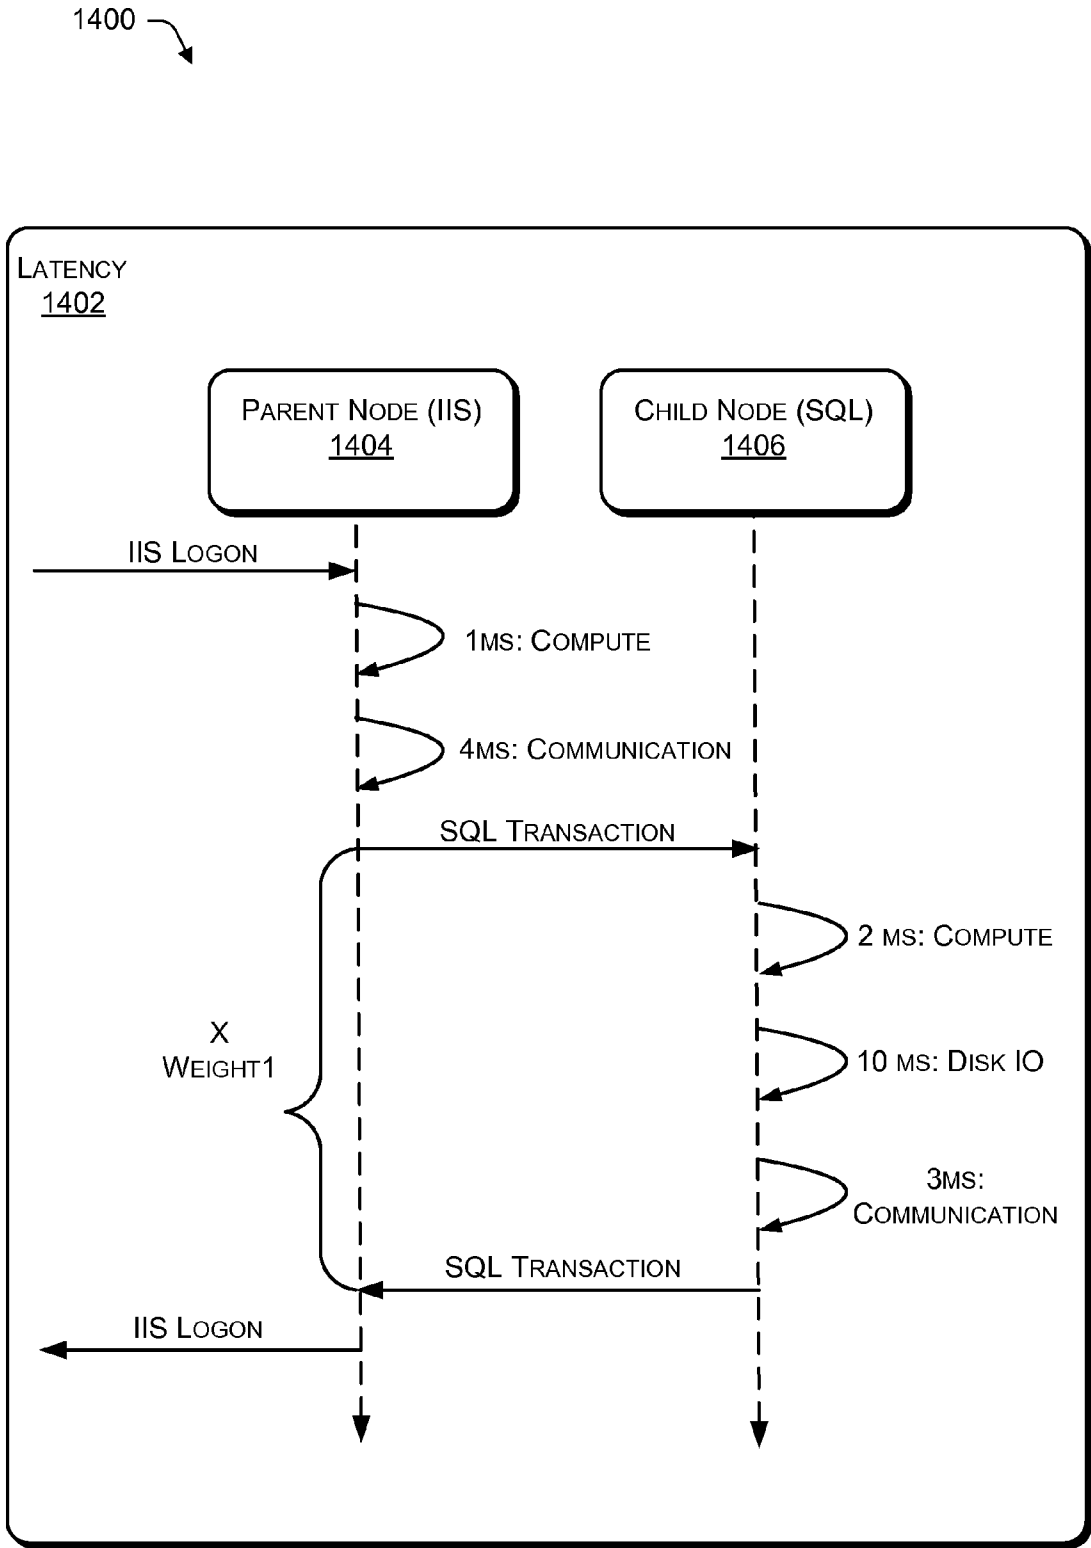 1400
LATENCY
1402
PARENT NODE (IIS)
1404
CHILD NODE (SQL)
1406
IIS LOGON
1MS: COMPUTE
4MS: COMMUNICATION
SQL TRANSACTION
2 MS: COMPUTE
X
WEIGHT1
10 MS: DISK IO
3MS:
COMMUNICATION
SQL TRANSACTION
IIS LOGON